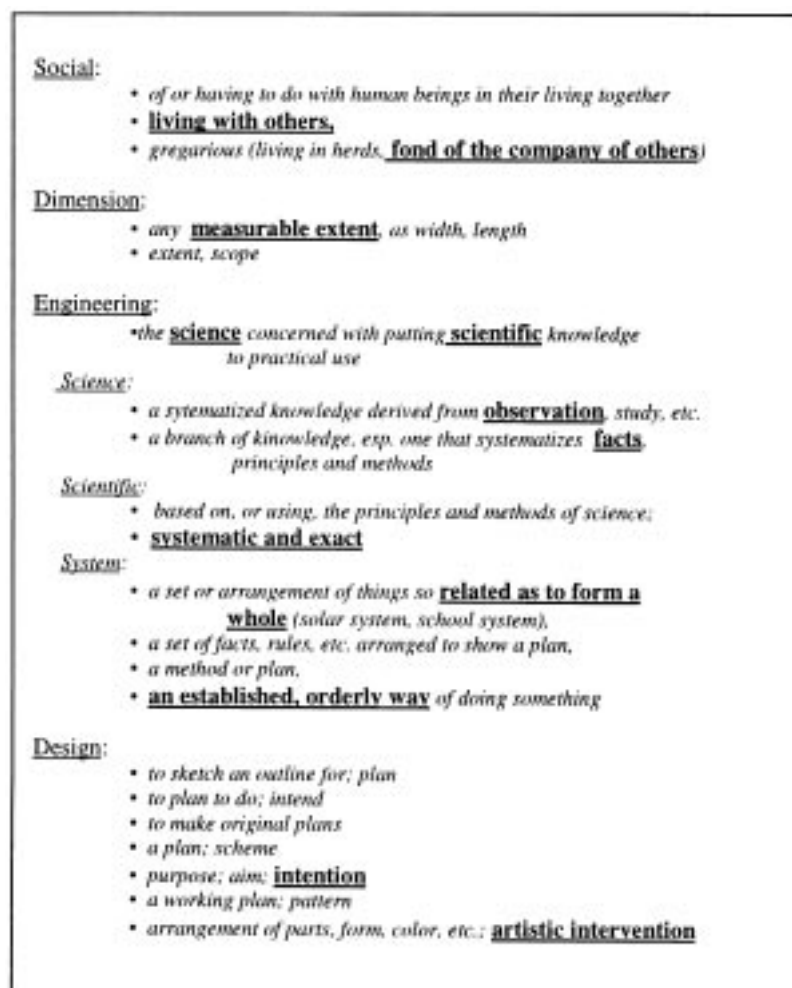 Social:
• of or having to do with human beings in their living together
• living with others,
• gregarious (living in herds, fond of the company of others)
Dimension:
• any measurable extent, as width, length
• extent, scope
Engineering:
•the science concerned with putting scientific knowledge
to practical use
Science:
• a sytematized knowledge derived from observation, study, etc.
• a branch of kinowledge, esp. one that systematizes facts,
principles and methods
Scientific:
• based on, or using, the principles and methods of science;
• systematic and exact
System:
• a set or arrangement of things so related as to form a
whole (solar system, school system),
• a set of facts, rules, etc. arranged to show a plan,
• a method or plan,
• an established, orderly way of doing something
Design:
• to sketch an outline for; plan
• to plan to do; intend
• to make original plans
• a plan; scheme
• purpose; aim; intention
• a working plan; pattern
• arrangement of parts, form, color, etc.; artistic intervention